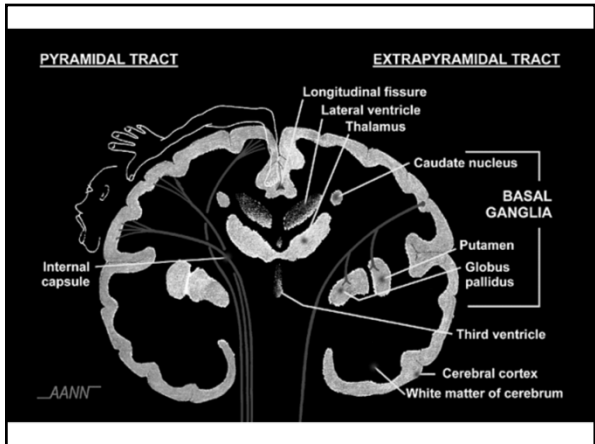 PYRAMIDAL TRACT
EXTRAPYRAMIDAL TRACT
Longitudinal fissure
Lateral ventricle
Thalamus
Caudate nucleus
BASAL
GANGLIA
Putamen
Globus
pallidus
Internal
capsule
Third ventricle
Cerebral cortex
White matter of cerebrum
AANN